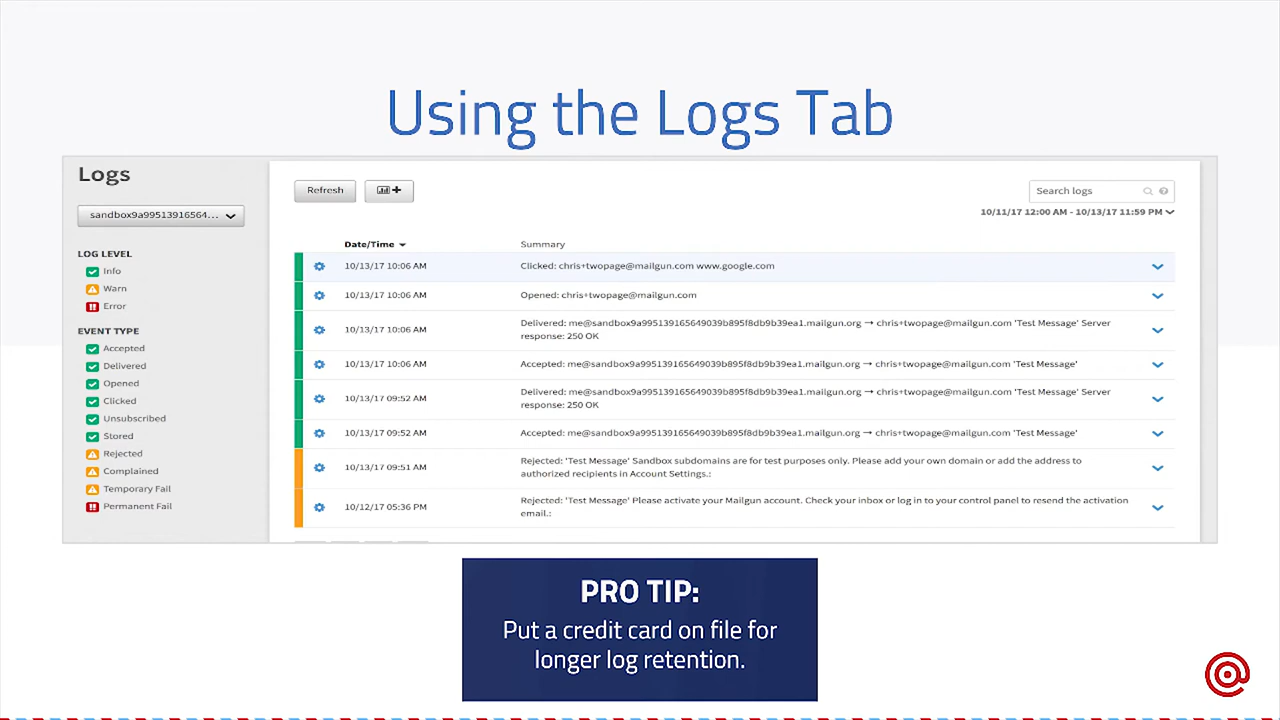 Using the Logs Tab
Logs
sandbox9a99513916564...
LOG LEVEL
Info
Warn
Error
EVENT TYPE
Accepted
Delivered
Opened
Clicked
Unsubscribed
Stored
Rejected
Complained
Temporary Fail
Permanent Fail
Refresh
Search logs
10/11/17 12:00 AM - 10/13/17 11:59 PM
Date/Time Summary
10/13/17 10:06 AM Clicked: chris+twopage@mailgun.com www.google.com
10/13/17 10:06 AM Opened: chris+twopage@mailgun.com
10/13/17 10:06 AM Delivered: me@sandbox9a995139165649039b895f8db9b39ea1.mailgun.org → chris+twopage@mailgun.com 'Test Message' Server
response: 250 OK
10/13/17 10:06 AM Accepted: me@sandbox9a995139165649039b895f8db9b39ea1.mailgun.org → chris+twopage@mailgun.com 'Test Message'
10/13/17 09:52 AM Delivered: me@sandbox9a995139165649039b895f8db9b39ea1.mailgun.org → chris+twopage@mailgun.com 'Test Message' Server
response: 250 OK
10/13/17 09:52 AM Accepted: me@sandbox9a995139165649039b895f8db9b39ea1.mailgun.org → chris+twopage@mailgun.com 'Test Message'
10/13/17 09:51 AM Rejected: 'Test Message' Sandbox subdomains are for test purposes only. Please add your own domain or add the address to
authorized recipients in Account Settings.:
10/12/17 05:36 PM Rejected: 'Test Message' Please activate your Mailgun account. Check your inbox or log in to your control panel to resend the activation
email.:
PRO TIP:
Put a credit card on file for
longer log retention.